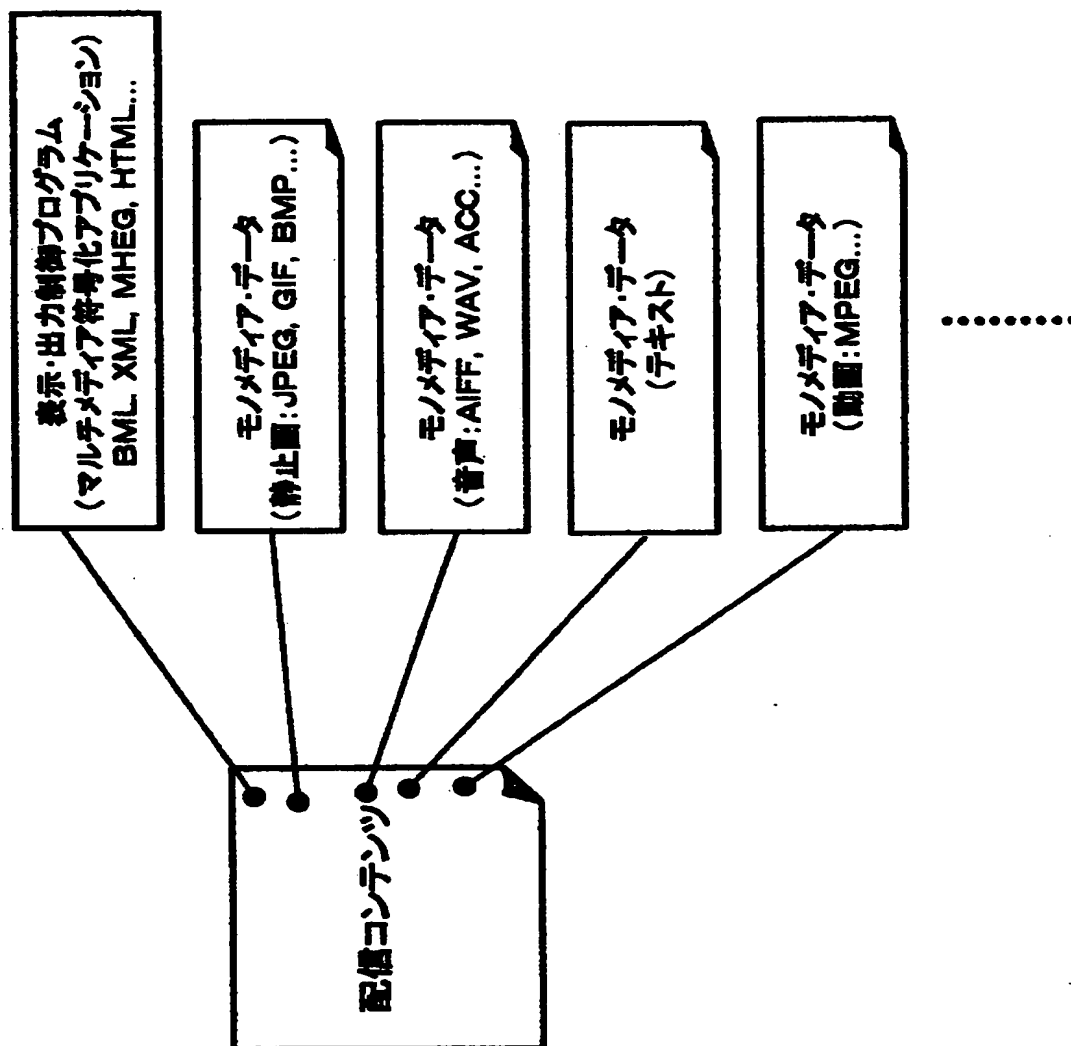 表示・出力制御プログラム
(マルチメディア符号化アプリケーション)
BML, XML, MHEG, HTML...
モノメディア・データ
(静止画:JPEG, GIF, BMP...)
モノメディア・データ
(音声:AIFF, WAV, ACC...)
モノメディア・データ
(テキスト)
モノメディア・データ
(動画:MPEG...)
配信コンテンツ